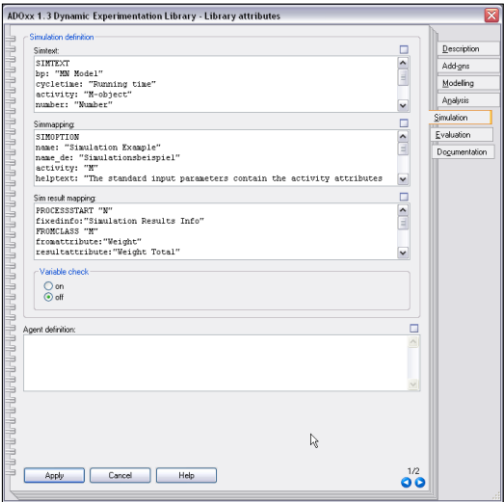 ADOxx 1.3 Dynamic Experimentation Library - Library attributes
Simulation definition
Simtext:
SIMTEXT
bp: "MN Model"
cycletime: "Running time"
activity: "M-object"
number: "Number"
Simmapping:
SIMOPTION
name: "Simulation Example"
name_de: "Simulationsbeispiel"
activity: "M"
helptext: "The standard input parameters contain the activity attributes
Sim result mapping:
PROCESSSTART "N"
fixedinfo:"Simulation Results Info"
FROMCLASS "M"
fromattribute:"Weight"
resultattribute:"Weight Total"
Variable check
on
off
Agent definition:
Apply
Cancel
Help
1/2
Description
Add-ons
Modelling
Analysis
Simulation
Evaluation
Documentation